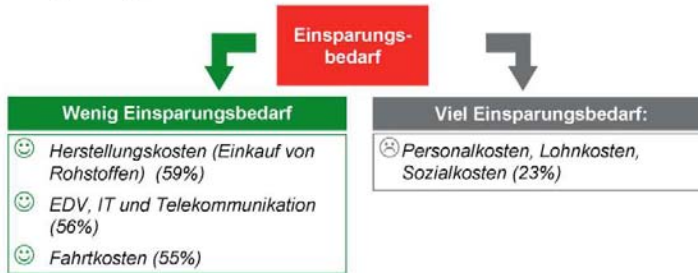 Einsparungs-
bedarf
Wenig Einsparungsbedarf
Herstellungskosten (Einkauf von
Rohstoffen) (59%)
EDV, IT und Telekommunikation
(56%)
Fahrtkosten (55%)
Viel Einsparungsbedarf:
Personalkosten, Lohnkosten,
Sozialkosten (23%)